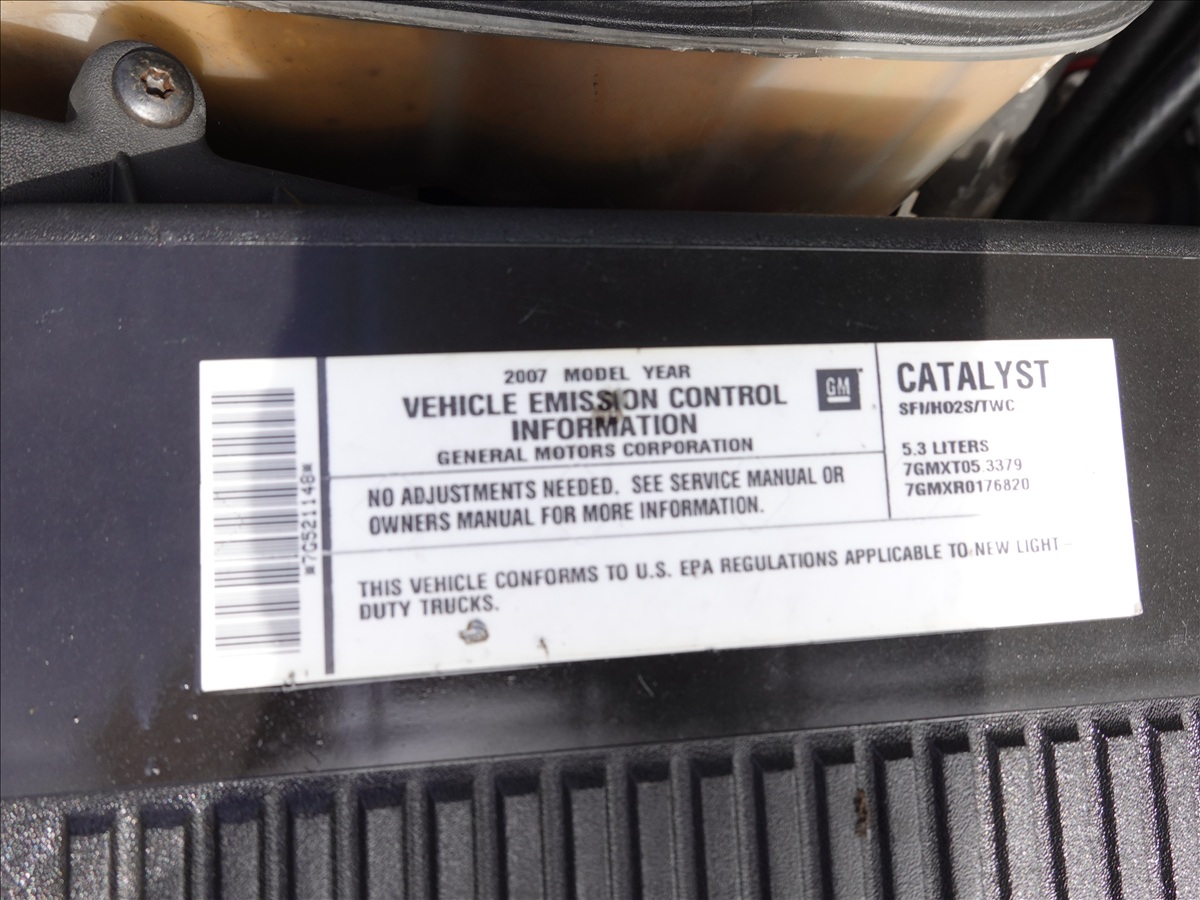 2007 MODEL YEAR
VEHICLE EMISSION CONTROL
INFORMATION
GENERAL MOTORS CORPORATION
GM
NO ADJUSTMENTS NEEDED. SEE SERVICE MANUAL OR
OWNERS MANUAL FOR MORE INFORMATION.
THIS VEHICLE CONFORMS TO U.S. EPA REGULATIONS APPLICABLE TO NEW LIGHT-
DUTY TRUCKS.
CATALYST
SFI/HO2S/TWC
5.3 LITERS
7GMXT05.3379
7GMXR0176820
*7G521148*